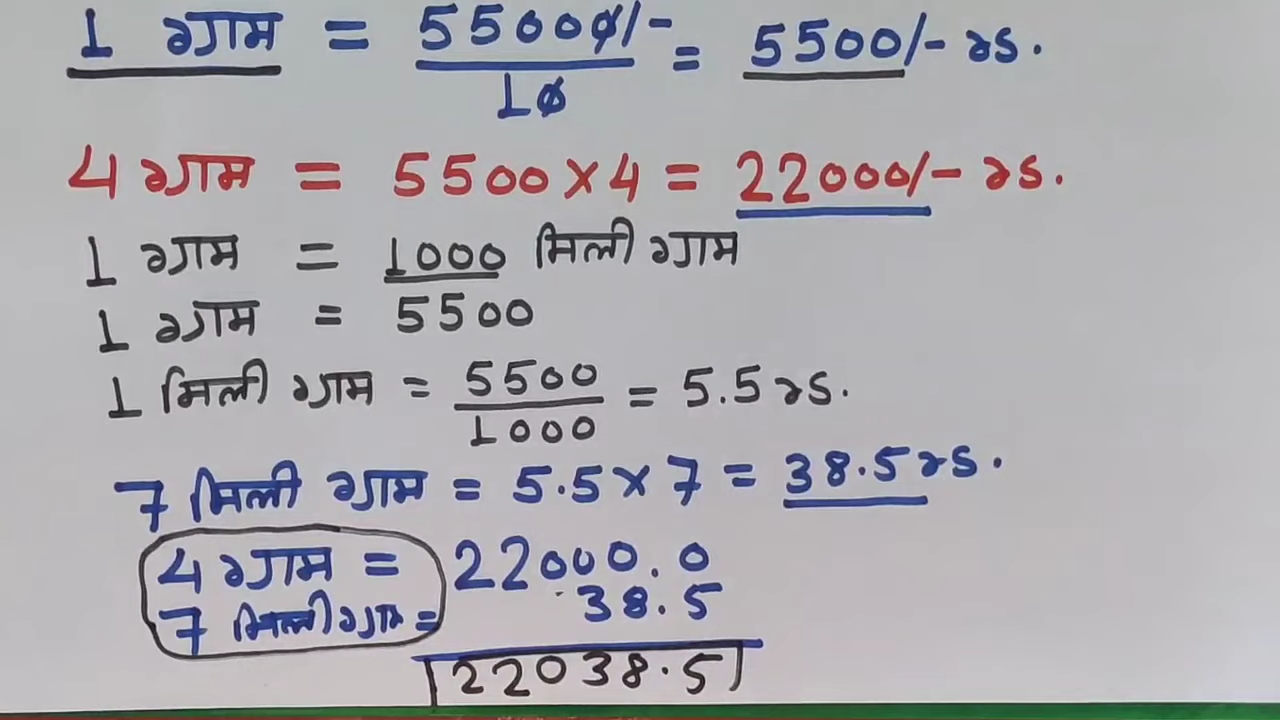 1 ग्राम = 55000/- / 10 = 5500/- रु.
4 ग्राम = 5500 × 4 = 22000/- रु.
1 ग्राम = 1000 मिली ग्राम
1 ग्राम = 5500
1 मिली ग्राम = 5500 / 1000 = 5.5 रु.
7 मिली ग्राम = 5.5 × 7 = 38.5 रु.
4 ग्राम = 22000.0
7 मिली ग्राम = 38.5
22038.5